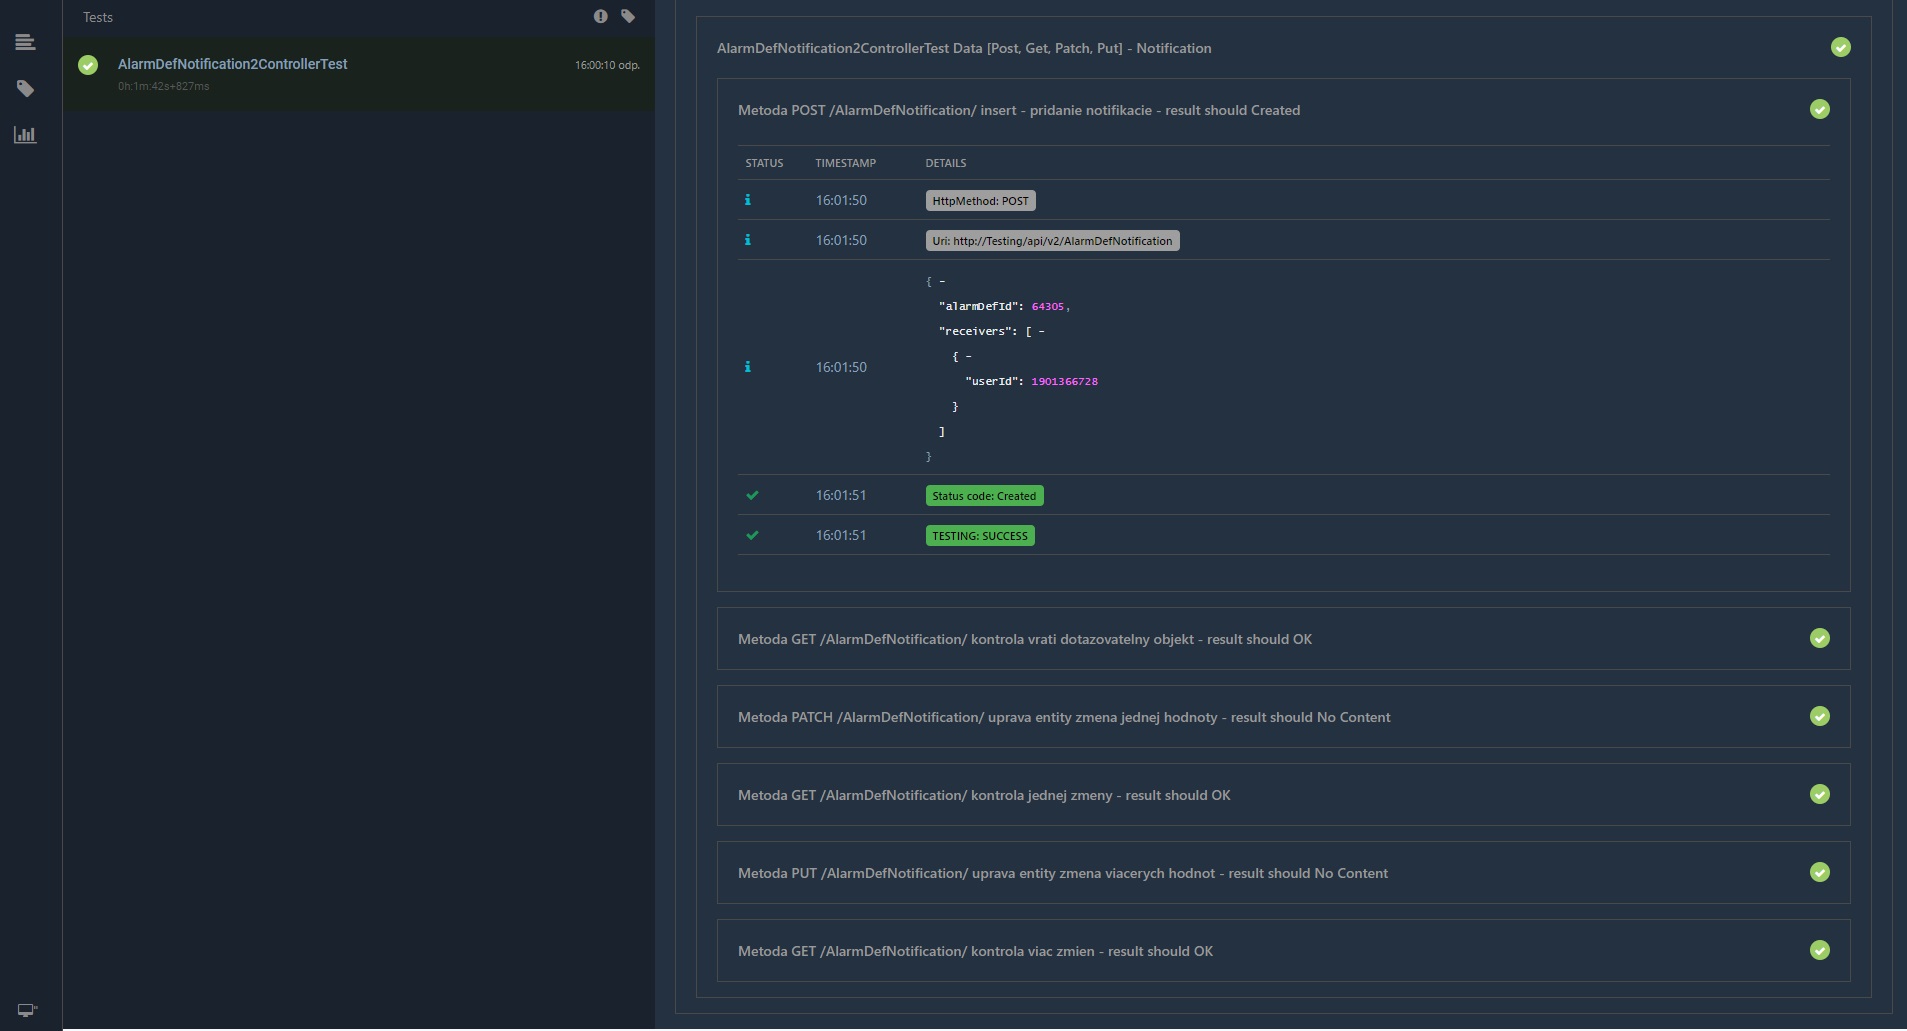 Tests
AlarmDefNotification2ControllerTest
16:00:10 odp.
0h:1m:42s+827ms
AlarmDefNotification2ControllerTest Data [Post, Get, Patch, Put] - Notification
Metoda POST /AlarmDefNotification/ insert - pridanie notifikacie - result should Created
STATUS TIMESTAMP DETAILS
16:01:50 HttpMethod: POST
16:01:50 Uri: http://Testing/api/v2/AlarmDefNotification
{ -
"alarmDefId": 64305,
"receivers": [ -
{ -
16:01:50 "userId": 1901366728
}
]
}
16:01:51 Status code: Created
16:01:51 TESTING: SUCCESS
Metoda GET /AlarmDefNotification/ kontrola vrati dotazovatelny objekt - result should OK
Metoda PATCH /AlarmDefNotification/ uprava entity zmena jednej hodnoty - result should No Content
Metoda GET /AlarmDefNotification/ kontrola jednej zmeny - result should OK
Metoda PUT /AlarmDefNotification/ uprava entity zmena viacerych hodnot - result should No Content
Metoda GET /AlarmDefNotification/ kontrola viac zmien - result should OK